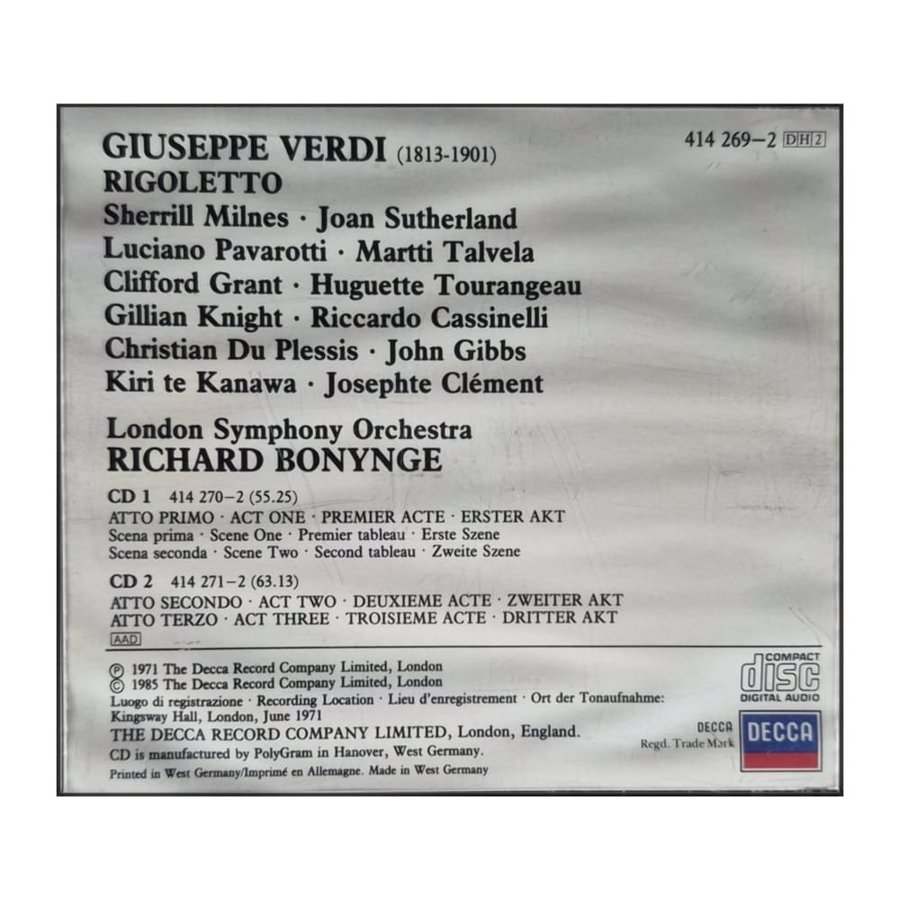 GIUSEPPE VERDI (1813-1901)
414 269-2 DH2
RIGOLETTO
Sherrill Milnes · Joan Sutherland
Luciano Pavarotti · Martti Talvela
Clifford Grant · Huguette Tourangeau
Gillian Knight · Riccardo Cassinelli
Christian Du Plessis · John Gibbs
Kiri te Kanawa · Josephte Clément
London Symphony Orchestra
RICHARD BONYNGE
CD 1 414 270-2 (55.25)
ATTO PRIMO · ACT ONE · PREMIER ACTE · ERSTER AKT
Scena prima · Scene One · Premier tableau · Erste Szene
Scena seconda · Scene Two · Second tableau · Zweite Szene
CD 2 414 271-2 (63.13)
ATTO SECONDO · ACT TWO · DEUXIEME ACTE · ZWEITER AKT
ATTO TERZO · ACT THREE · TROISIEME ACTE · DRITTER AKT
AAD
Ⓟ 1971 The Decca Record Company Limited, London
© 1985 The Decca Record Company Limited, London
Luogo di registrazione · Recording Location · Lieu d'enregistrement · Ort der Tonaufnahme:
Kingsway Hall, London, June 1971
THE DECCA RECORD COMPANY LIMITED, London, England.
CD is manufactured by PolyGram in Hanover, West Germany.
Printed in West Germany/Imprimé en Allemagne. Made in West Germany
COMPACT
disc
DIGITAL AUDIO
DECCA
Regd. Trade Mark
DECCA